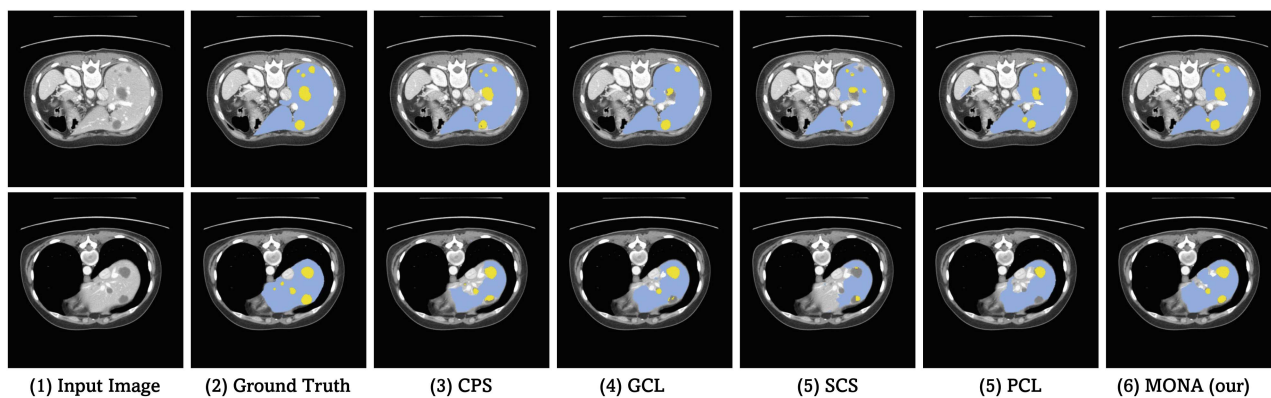 (1) Input Image (2) Ground Truth (3) CPS (4) GCL (5) SCS (5) PCL (6) MONA (our)